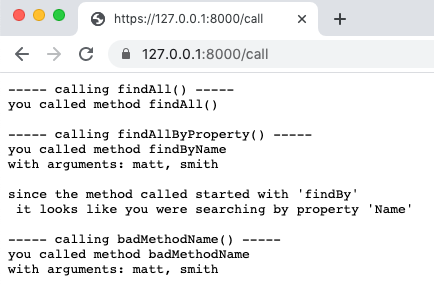 https://127.0.0.1:8000/call
127.0.0.1:8000/call
----- calling findAll() -----
you called method findAll()
----- calling findAllByProperty() -----
you called method findByName
with arguments: matt, smith
since the method called started with 'findBy'
 it looks like you were searching by property 'Name'
----- calling badMethodName() -----
you called method badMethodName
with arguments: matt, smith